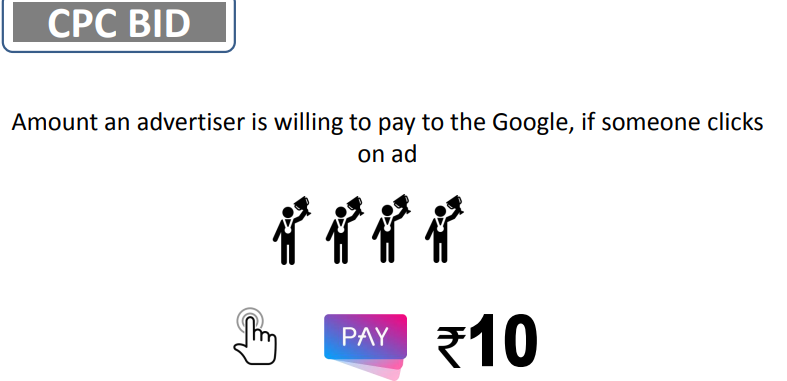 CPC BID
Amount an advertiser is willing to pay to the Google, if someone clicks
on ad
PAY ₹10